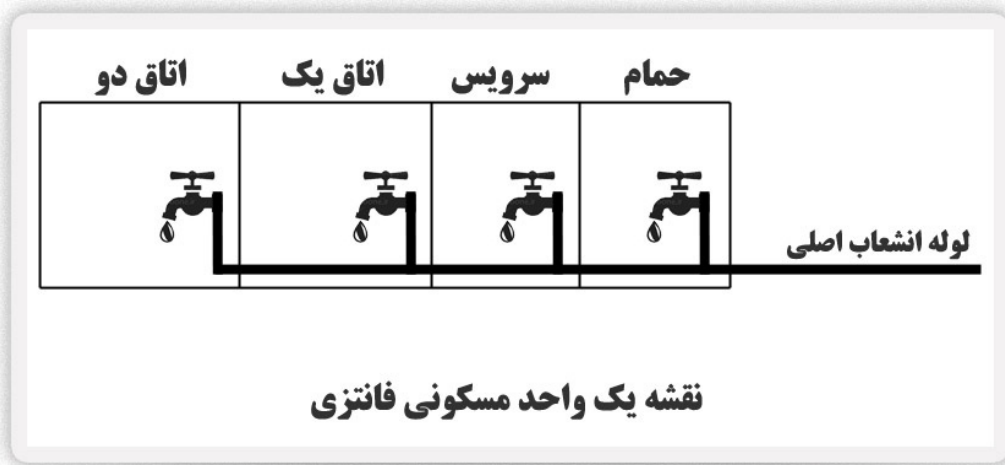 حمام
سرویس
اتاق یک
اتاق دو
لوله انشعاب اصلی
نقشه یک واحد مسکونی فانتزی